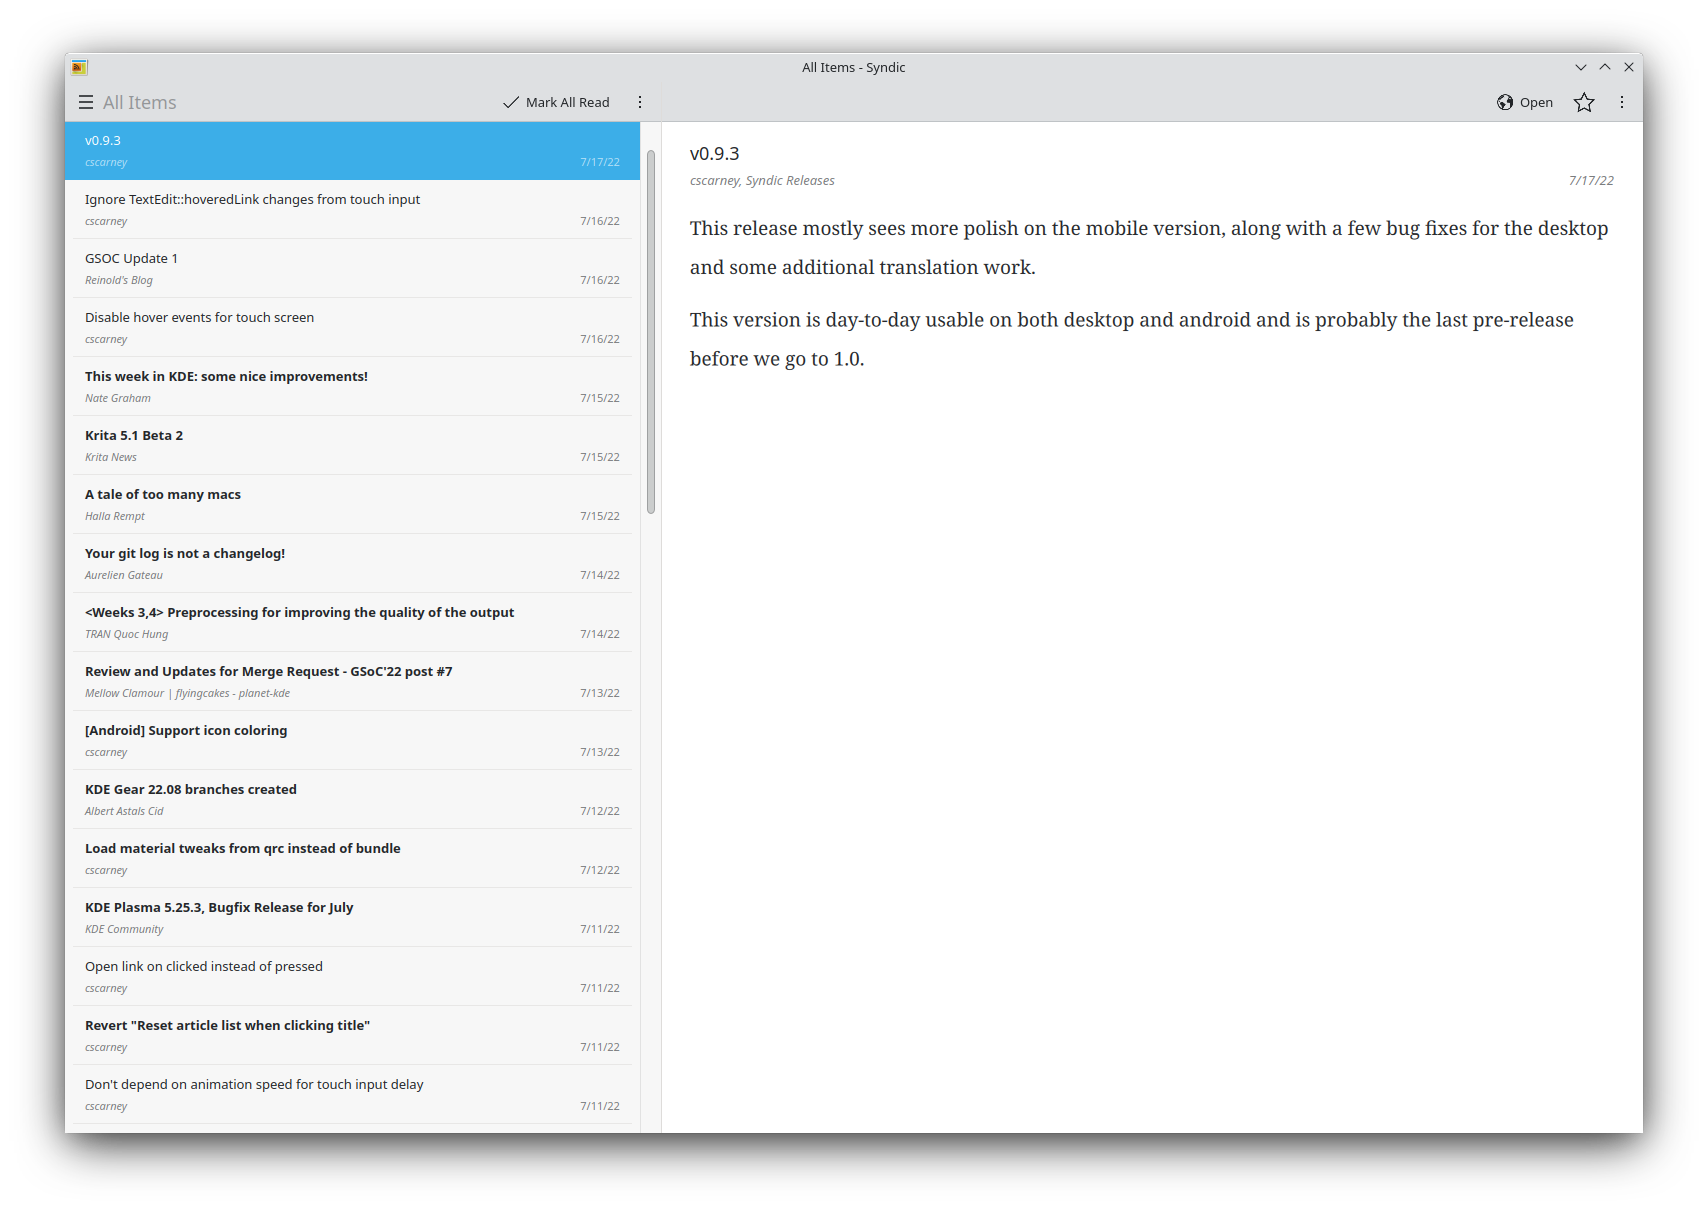 All Items - Syndic
All Items
Mark All Read
Open
v0.9.3
cscarney 7/17/22
Ignore TextEdit::hoveredLink changes from touch input
cscarney 7/16/22
GSOC Update 1
Reinold's Blog 7/16/22
Disable hover events for touch screen
cscarney 7/16/22
This week in KDE: some nice improvements!
Nate Graham 7/15/22
Krita 5.1 Beta 2
Krita News 7/15/22
A tale of too many macs
Halla Rempt 7/15/22
Your git log is not a changelog!
Aurelien Gateau 7/14/22
<Weeks 3,4> Preprocessing for improving the quality of the output
TRAN Quoc Hung 7/14/22
Review and Updates for Merge Request - GSoC'22 post #7
Mellow Clamour | flyingcakes - planet-kde 7/13/22
[Android] Support icon coloring
cscarney 7/13/22
KDE Gear 22.08 branches created
Albert Astals Cid 7/12/22
Load material tweaks from qrc instead of bundle
cscarney 7/12/22
KDE Plasma 5.25.3, Bugfix Release for July
KDE Community 7/11/22
Open link on clicked instead of pressed
cscarney 7/11/22
Revert "Reset article list when clicking title"
cscarney 7/11/22
Don't depend on animation speed for touch input delay
cscarney 7/11/22
v0.9.3
cscarney, Syndic Releases 7/17/22
This release mostly sees more polish on the mobile version, along with a few bug fixes for the desktop
and some additional translation work.
This version is day-to-day usable on both desktop and android and is probably the last pre-release
before we go to 1.0.